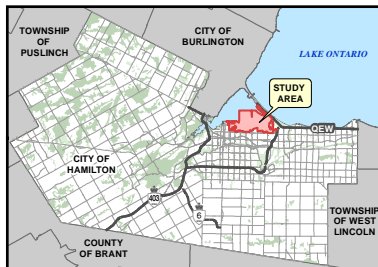 TOWNSHIP
OF
PUSLINCH
CITY OF
BURLINGTON
LAKE ONTARIO
STUDY
AREA
QEW
CITY OF
HAMILTON
403
6
TOWNSHIP
OF WEST
LINCOLN
COUNTY
OF BRANT